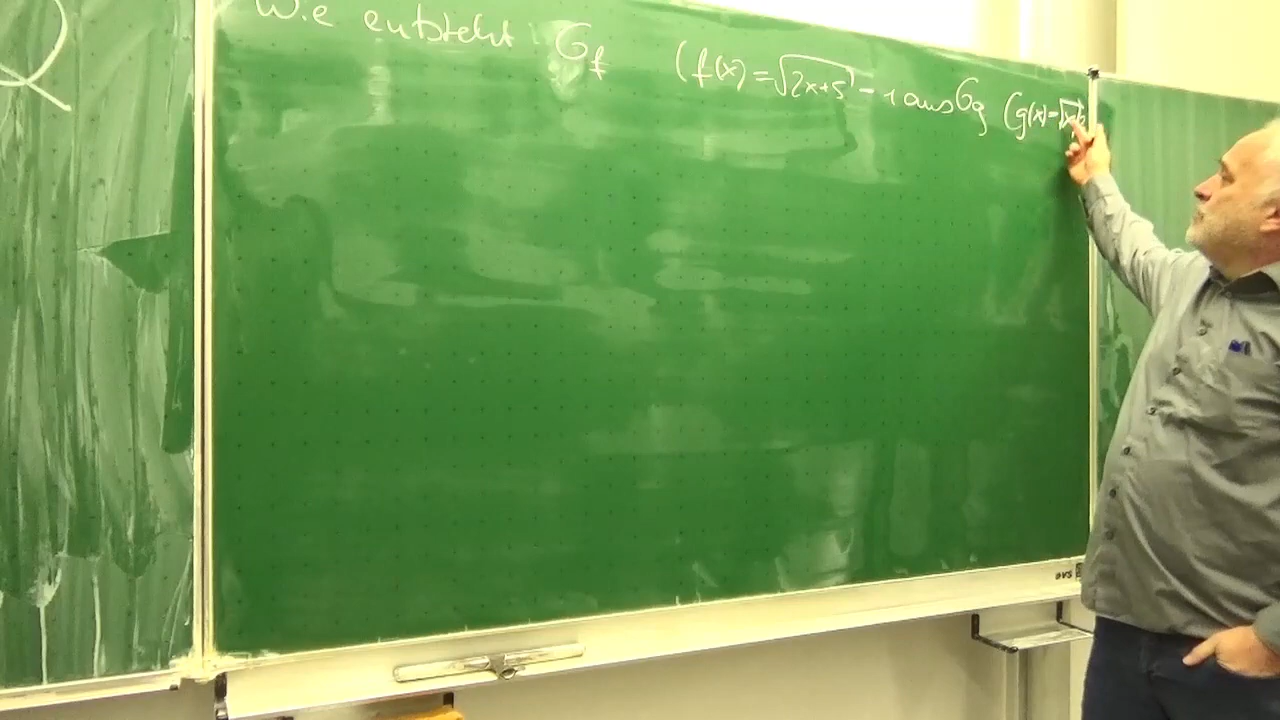 Wie entsteht G_f (f(x) = √(2x+5) - 1 aus G_g (g(x) = √x)